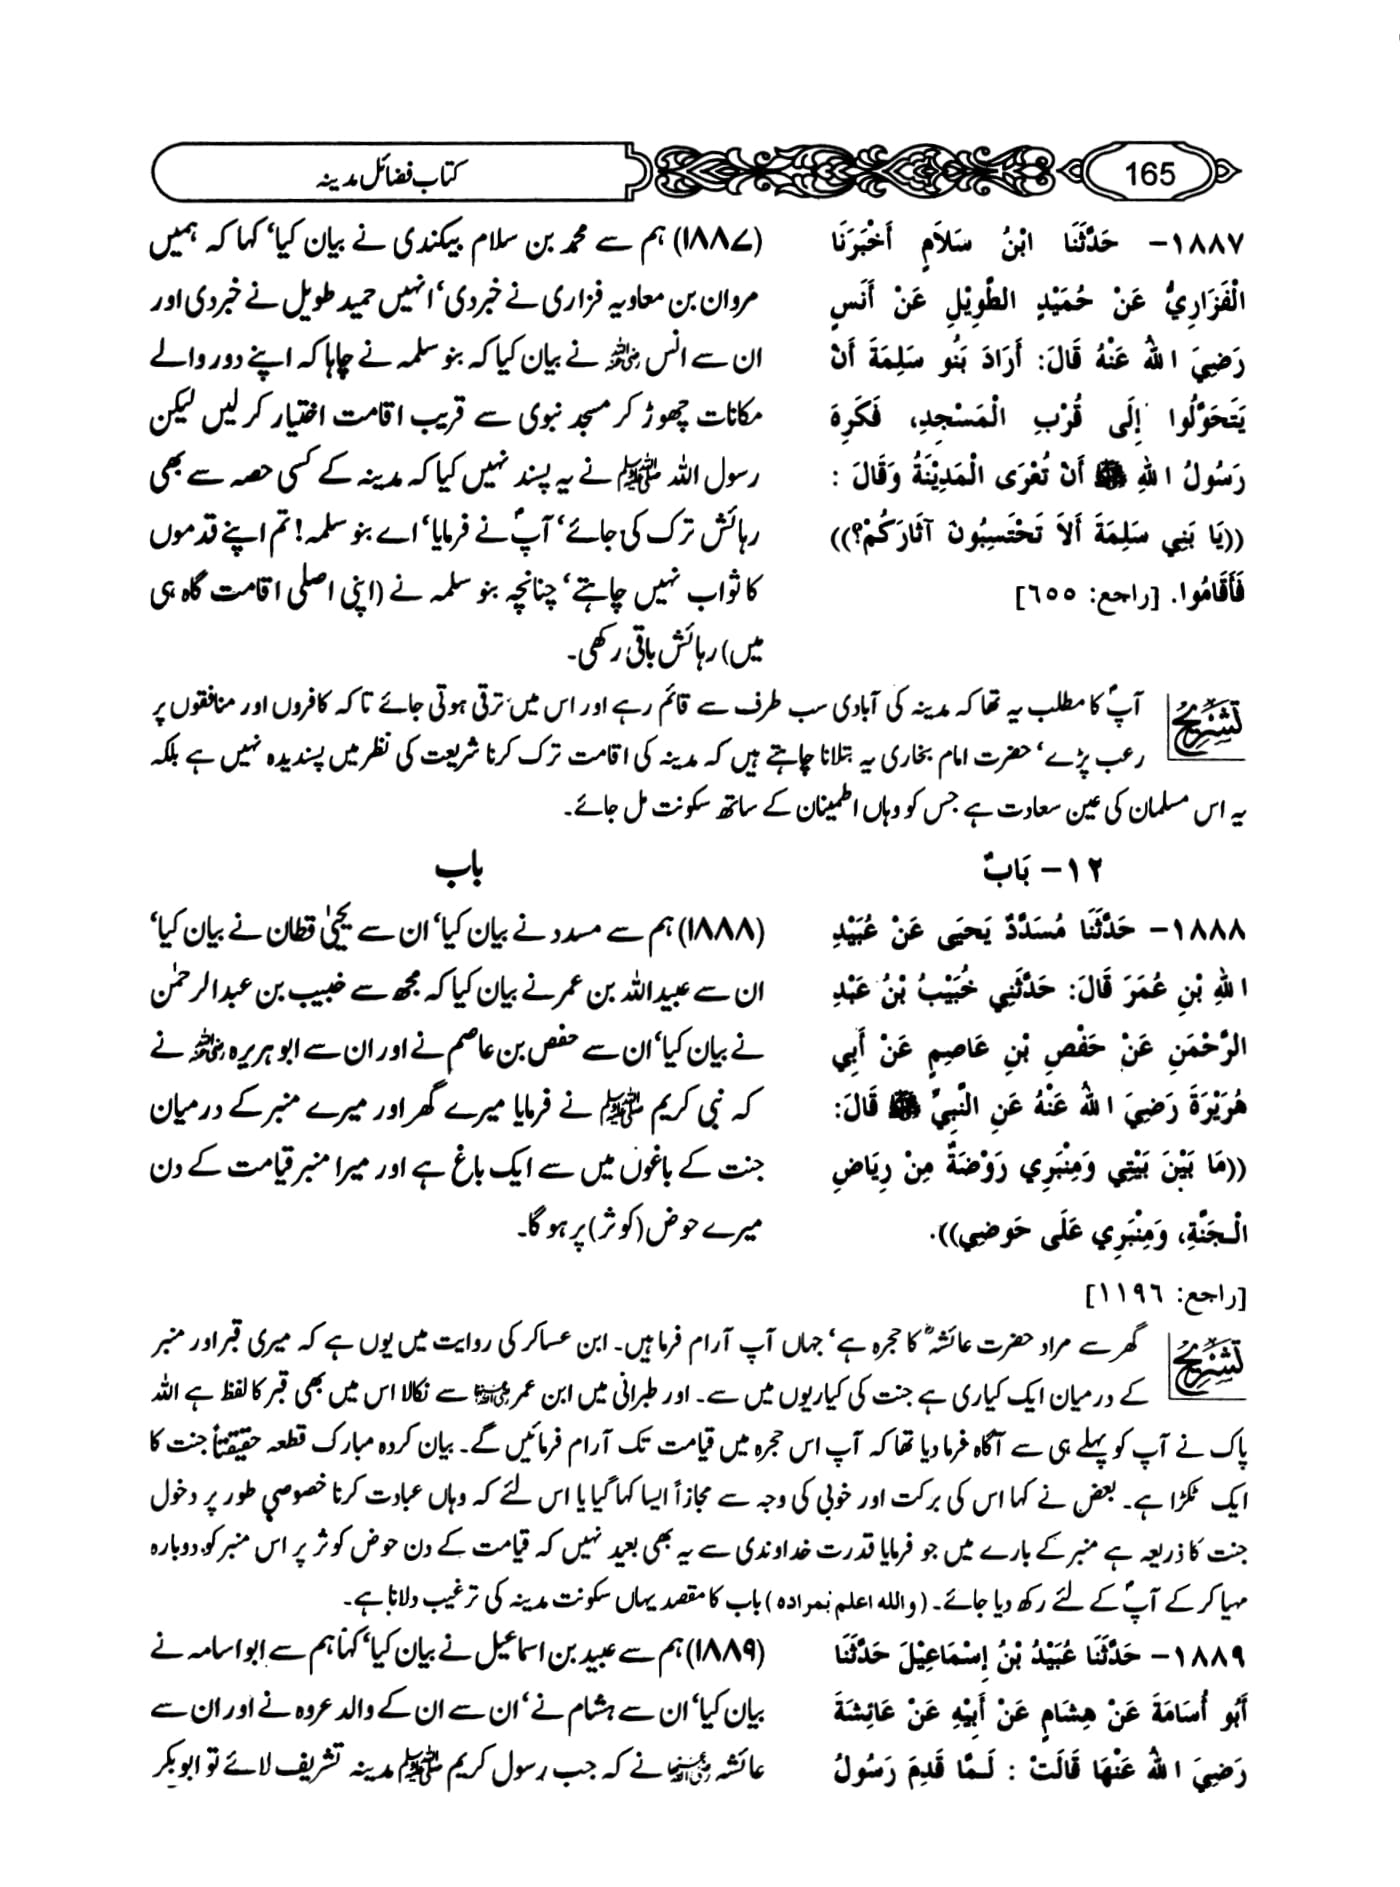 165
کتاب فضائل مدینہ
١٨٨٧– حَدَّثَنَا ابْنُ سَلاَمٍ أَخْبَرَنَا
الْفَزَارِيُّ عَنْ حُمَيْدٍ الطَّوِيْلِ عَنْ أَنَسٍ
رَضِيَ اللهُ عَنْهُ قَالَ: أَرَادَ بَنُو سَلِمَةَ أَنْ
يَتَحَوَّلُوا إِلَى قُرْبِ الْمَسْجِدِ، فَكَرِهَ
رَسُولُ اللهِ ﷺ أَنْ تُعْرَى الْمَدِيْنَةُ وَقَالَ :
((يَا بَنِي سَلِمَةَ أَلاَ تَحْتَسِبُونَ آثَارَكُمْ؟))
فَأَقَامُوا. [راجع: ٦٥٥]
(۱۸۸۷) ہم سے محمد بن سلام بیکندی نے بیان کیا‘ کہا کہ ہمیں
مروان بن معاویہ فزاری نے خبر دی‘ انہیں حمید طویل نے خبر دی اور
ان سے انس رضی اللہ عنہ نے بیان کیا کہ بنو سلمہ نے چاہا کہ اپنے دور والے
مکانات چھوڑ کر مسجد نبوی سے قریب اقامت اختیار کر لیں لیکن
رسول اللہ ﷺ نے یہ پسند نہیں کیا کہ مدینہ کے کسی حصہ سے بھی
رہائش ترک کی جائے‘ آپؐ نے فرمایا‘ اے بنو سلمہ! تم اپنے قدموں
کا ثواب نہیں چاہتے‘ چنانچہ بنو سلمہ نے (اپنی اصلی اقامت گاہ ہی
میں) رہائش باقی رکھی۔
تشریح
آپؐ کا مطلب یہ تھا کہ مدینہ کی آبادی سب طرف سے قائم رہے اور اس میں ترقی ہوتی جائے تا کہ کافروں اور منافقوں پر
رعب پڑے‘ حضرت امام بخاری یہ بتلانا چاہتے ہیں کہ مدینہ کی اقامت ترک کرنا شریعت کی نظر میں پسندیدہ نہیں ہے بلکہ
یہ اس مسلمان کی عین سعادت ہے جس کو وہاں اطمینان کے ساتھ سکونت مل جائے۔
١٢– بَابٌ
باب
١٨٨٨– حَدَّثَنَا مُسَدَّدٌ يَحيَى عَنْ عُبَيْدِ
اللهِ بْنِ عُمَرَ قَالَ: حَدَّثَنِي خُبَيْبُ بْنُ عَبْدِ
الرَّحْمَنِ عَنْ حَفْصِ بْنِ عَاصِمٍ عَنْ أَبِي
هُرَيْرَةَ رَضِيَ اللهُ عَنْهُ عَنِ النَّبِيِّ ﷺ قَالَ:
((مَا بَيْنَ بَيْتِي وَمِنْبَرِي رَوْضَةٌ مِنْ رِيَاضِ
الْـجَنَّةِ، وَمِنْبَرِي عَلَى حَوضِي)).
[راجع: ١١٩٦]
(۱۸۸۸) ہم سے مسدد نے بیان کیا‘ ان سے یحییٰ قطان نے بیان کیا‘
ان سے عبیداللہ بن عمر نے بیان کیا کہ مجھ سے خبیب بن عبدالرحمٰن
نے بیان کیا‘ ان سے حفص بن عاصم نے اور ان سے ابو ہریرہ رضی اللہ عنہ نے
کہ نبی کریم ﷺ نے فرمایا میرے گھر اور میرے منبر کے درمیان
جنت کے باغوں میں سے ایک باغ ہے اور میرا منبر قیامت کے دن
میرے حوض (کوثر) پر ہو گا۔
تشریح
گھر سے مراد حضرت عائشہؓ کا حجرہ ہے‘ جہاں آپ آرام فرما ہیں۔ ابن عساکر کی روایت میں یوں ہے کہ میری قبر اور منبر
کے درمیان ایک کیاری ہے جنت کی کیاریوں میں سے۔ اور طبرانی میں ابن عمر رضی اللہ عنہما سے نکالا اس میں بھی قبر کا لفظ ہے اللہ
پاک نے آپ کو پہلے ہی سے آگاہ فرما دیا تھا کہ آپ اس حجرہ میں قیامت تک آرام فرمائیں گے۔ بیان کردہ مبارک قطعہ حقیقتاً جنت کا
ایک ٹکڑا ہے۔ بعض نے کہا اس کی برکت اور خوبی کی وجہ سے مجازاً ایسا کہا گیا یا اس لئے کہ وہاں عبادت کرنا خصوصی طور پر دخول
جنت کا ذریعہ ہے منبر کے بارے میں جو فرمایا قدرت خداوندی سے یہ بھی بعید نہیں کہ قیامت کے دن حوض کوثر پر اس منبر کو دوبارہ
مہیا کر کے آپؐ کے لئے رکھ دیا جائے۔ (واللہ اعلم بمرادہ) باب کا مقصد یہاں سکونت مدینہ کی ترغیب دلانا ہے۔
١٨٨٩– حَدَّثَنَا عُبَيْدُ بْنُ إِسْمَاعِيْلَ حَدَّثَنَا
أَبُو أُسَامَةَ عَنْ هِشَامٍ عَنْ أَبِيْهِ عَنْ عَائِشَةَ
رَضِيَ اللهُ عَنْهَا قَالَتْ : لَـمَّا قَدِمَ رَسُولُ
(۱۸۸۹) ہم سے عبید بن اسماعیل نے بیان کیا‘ کہا ہم سے ابو اسامہ نے
بیان کیا‘ ان سے ہشام نے‘ ان سے ان کے والد عروہ نے اور ان سے
عائشہ رضی اللہ عنہا نے کہ جب رسول کریم ﷺ مدینہ تشریف لائے تو ابو بکر